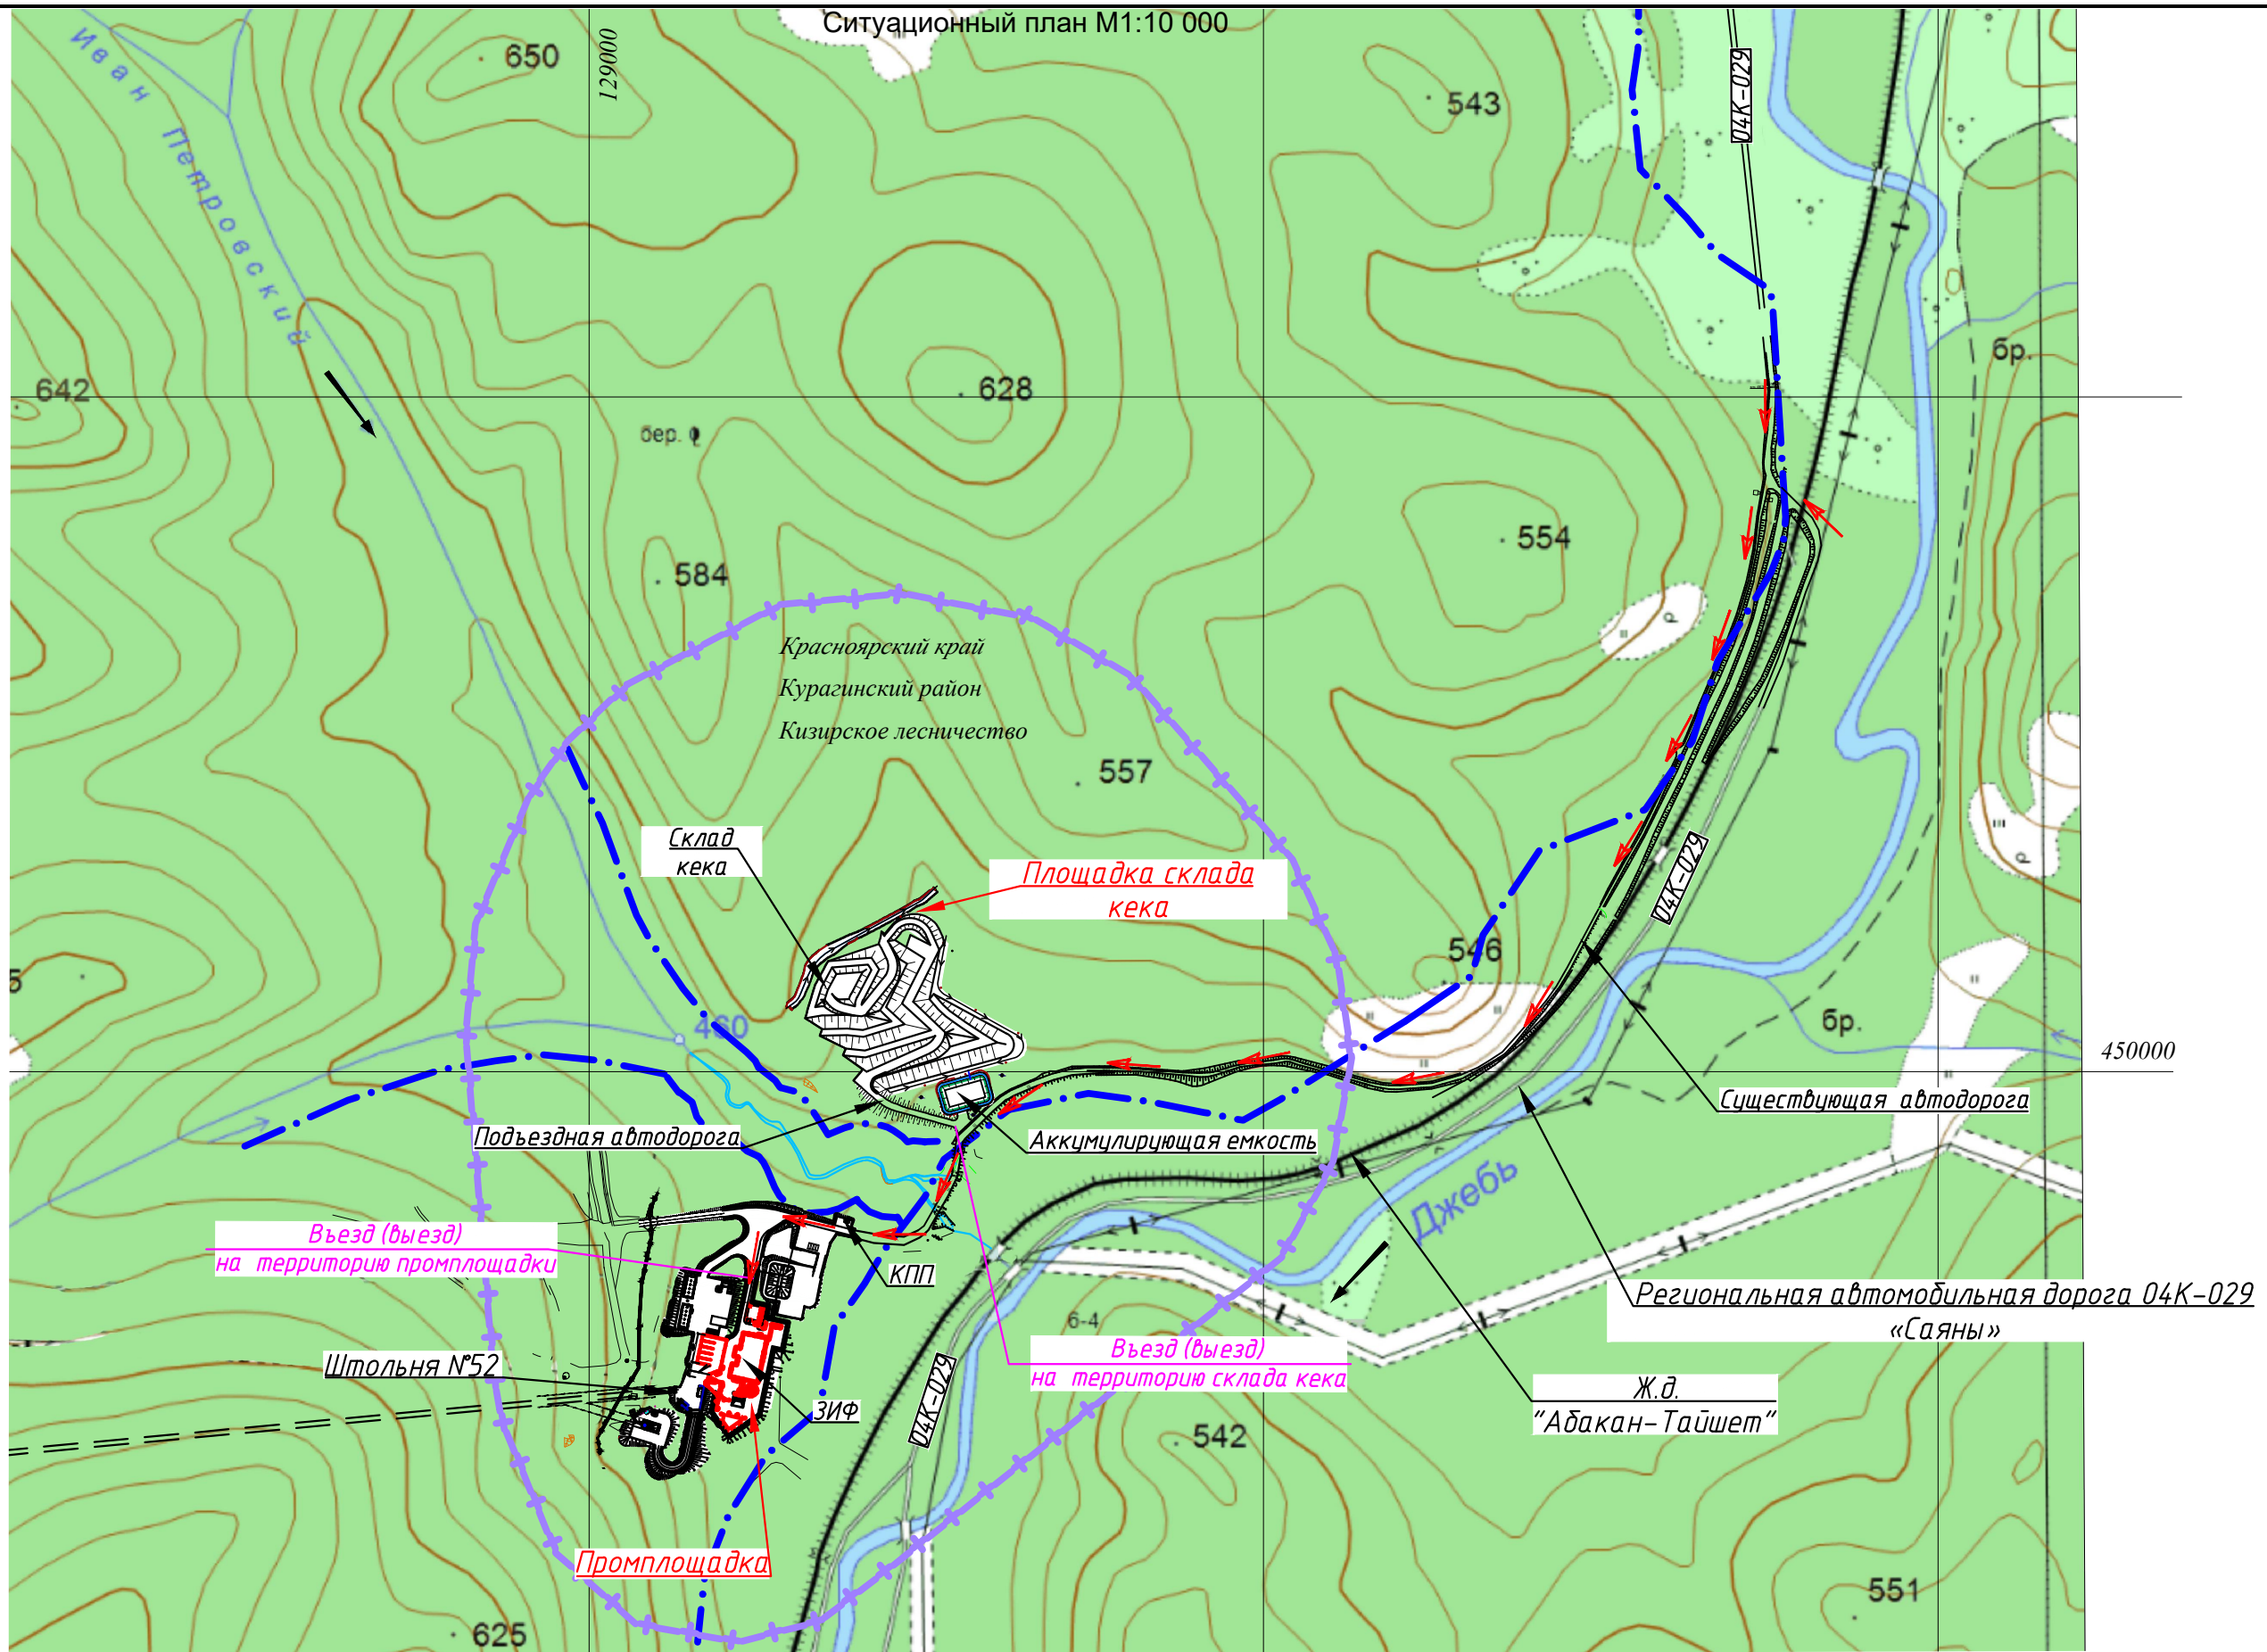 Ситуационный план М1:10 000
Иван Петровский
650
129000
543
04К-029
642
628
бер.
бр.
554
584
Красноярский край
Курагинский район
Кизирское лесничество
557
Склад
кека
Площадка склада
кека
04К-029
546
5
460
бр.
450000
Существующая автодорога
Подъездная автодорога
Аккумулирующая емкость
Джебь
Въезд (выезд)
на территорию промплощадки
КПП
Региональная автомобильная дорога 04К-029
«Саяны»
6-4
Въезд (выезд)
на территорию склада кека
Штольня №52
Ж.д.
"Абакан-Тайшет"
ЗИФ
04К-029
542
Промплощадка
551
625